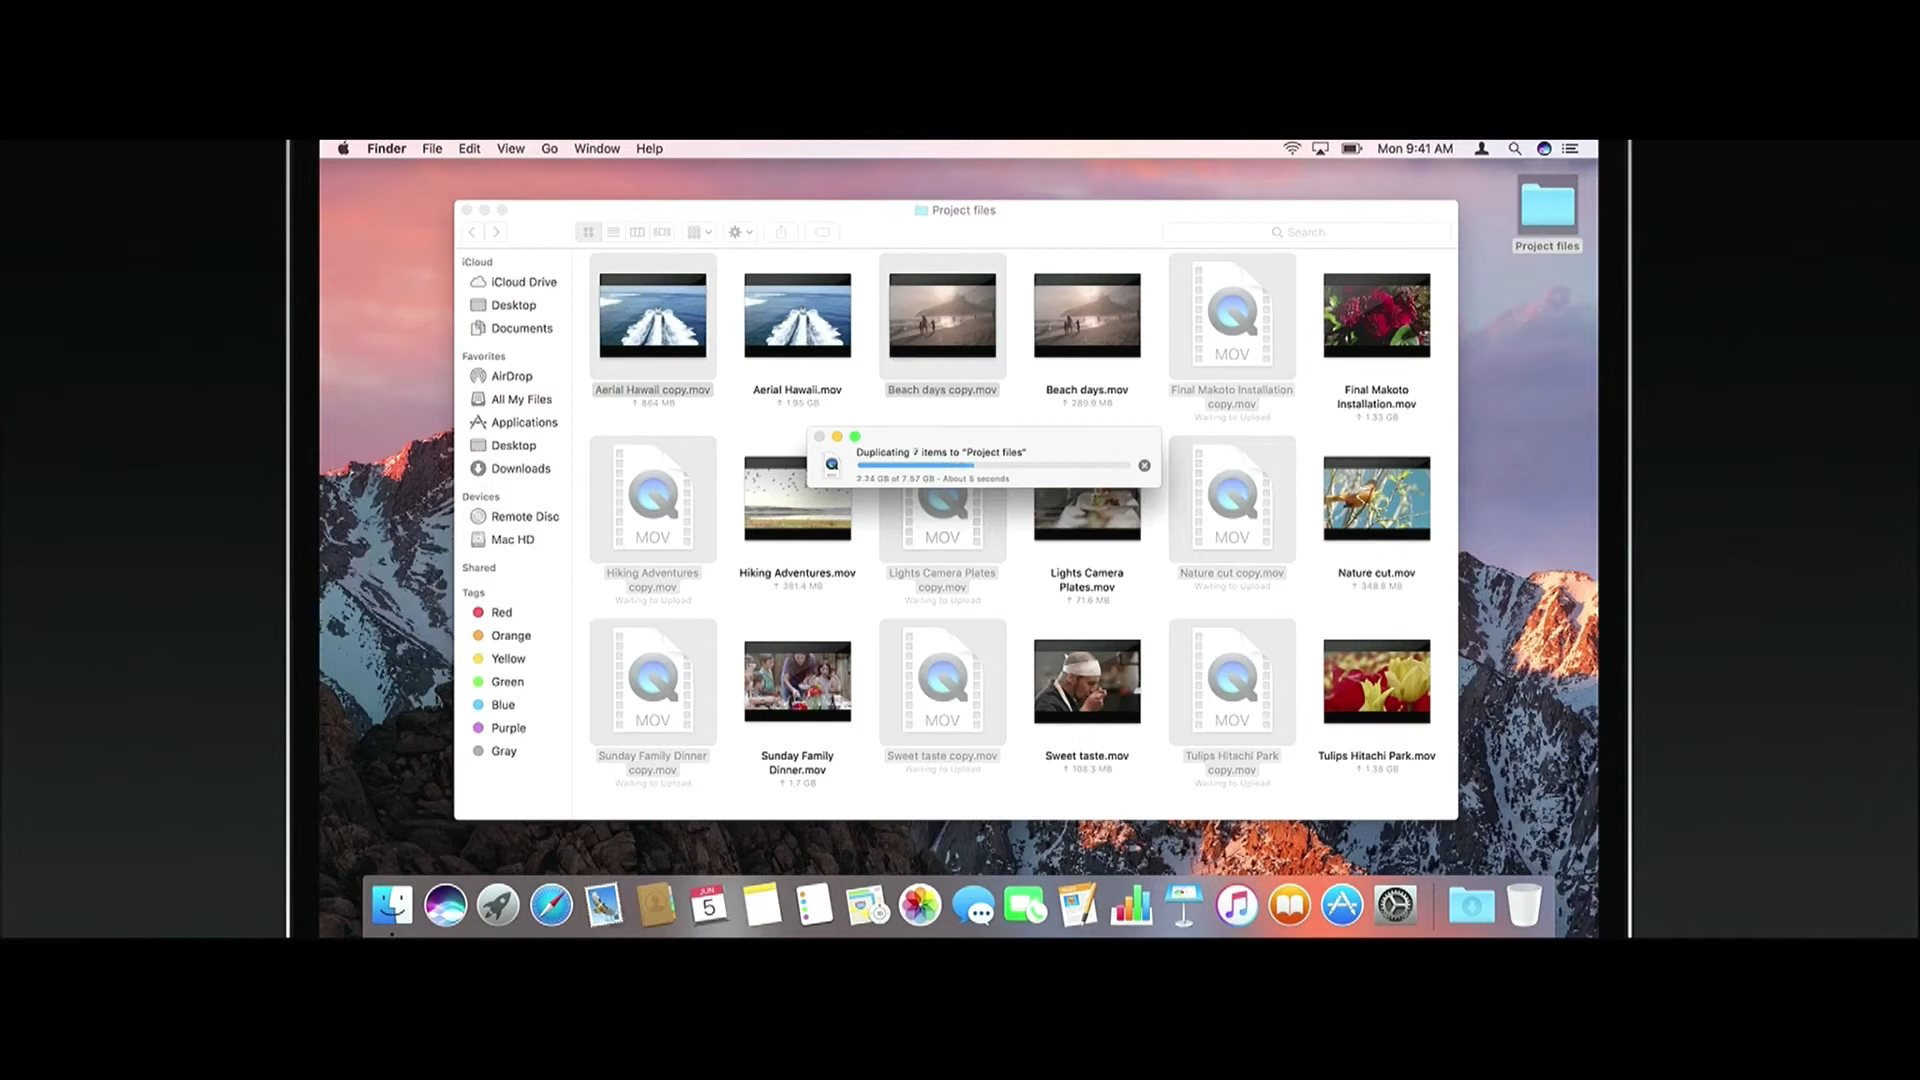 Finder File Edit View Go Window Help
Mon 9:41 AM
Project files
Project files
Search
iCloud
iCloud Drive
Desktop
Documents
Favorites
AirDrop
All My Files
Applications
Desktop
Downloads
Devices
Remote Disc
Mac HD
Shared
Tags
Red
Orange
Yellow
Green
Blue
Purple
Gray
MOV
Aerial Hawaii copy.mov
↑ 864 MB
Aerial Hawaii.mov
↑ 1.95 GB
Beach days copy.mov
Beach days.mov
↑ 289.9 MB
Final Makoto Installation
copy.mov
Waiting to Upload
Final Makoto
Installation.mov
↑ 1.33 GB
Duplicating 7 items to "Project files"
2.24 GB of 7.57 GB - About 5 seconds
MOV
MOV
MOV
Hiking Adventures
copy.mov
Waiting to Upload
Hiking Adventures.mov
↑ 381.4 MB
Lights Camera Plates
copy.mov
Waiting to Upload
Lights Camera
Plates.mov
↑ 71.6 MB
Nature cut copy.mov
Waiting to Upload
Nature cut.mov
↑ 348.8 MB
MOV
MOV
MOV
Sunday Family Dinner
copy.mov
Waiting to Upload
Sunday Family
Dinner.mov
↑ 1.7 GB
Sweet taste copy.mov
Waiting to Upload
Sweet taste.mov
↑ 108.3 MB
Tulips Hitachi Park
copy.mov
Waiting to Upload
Tulips Hitachi Park.mov
↑ 1.38 GB
JUN
5